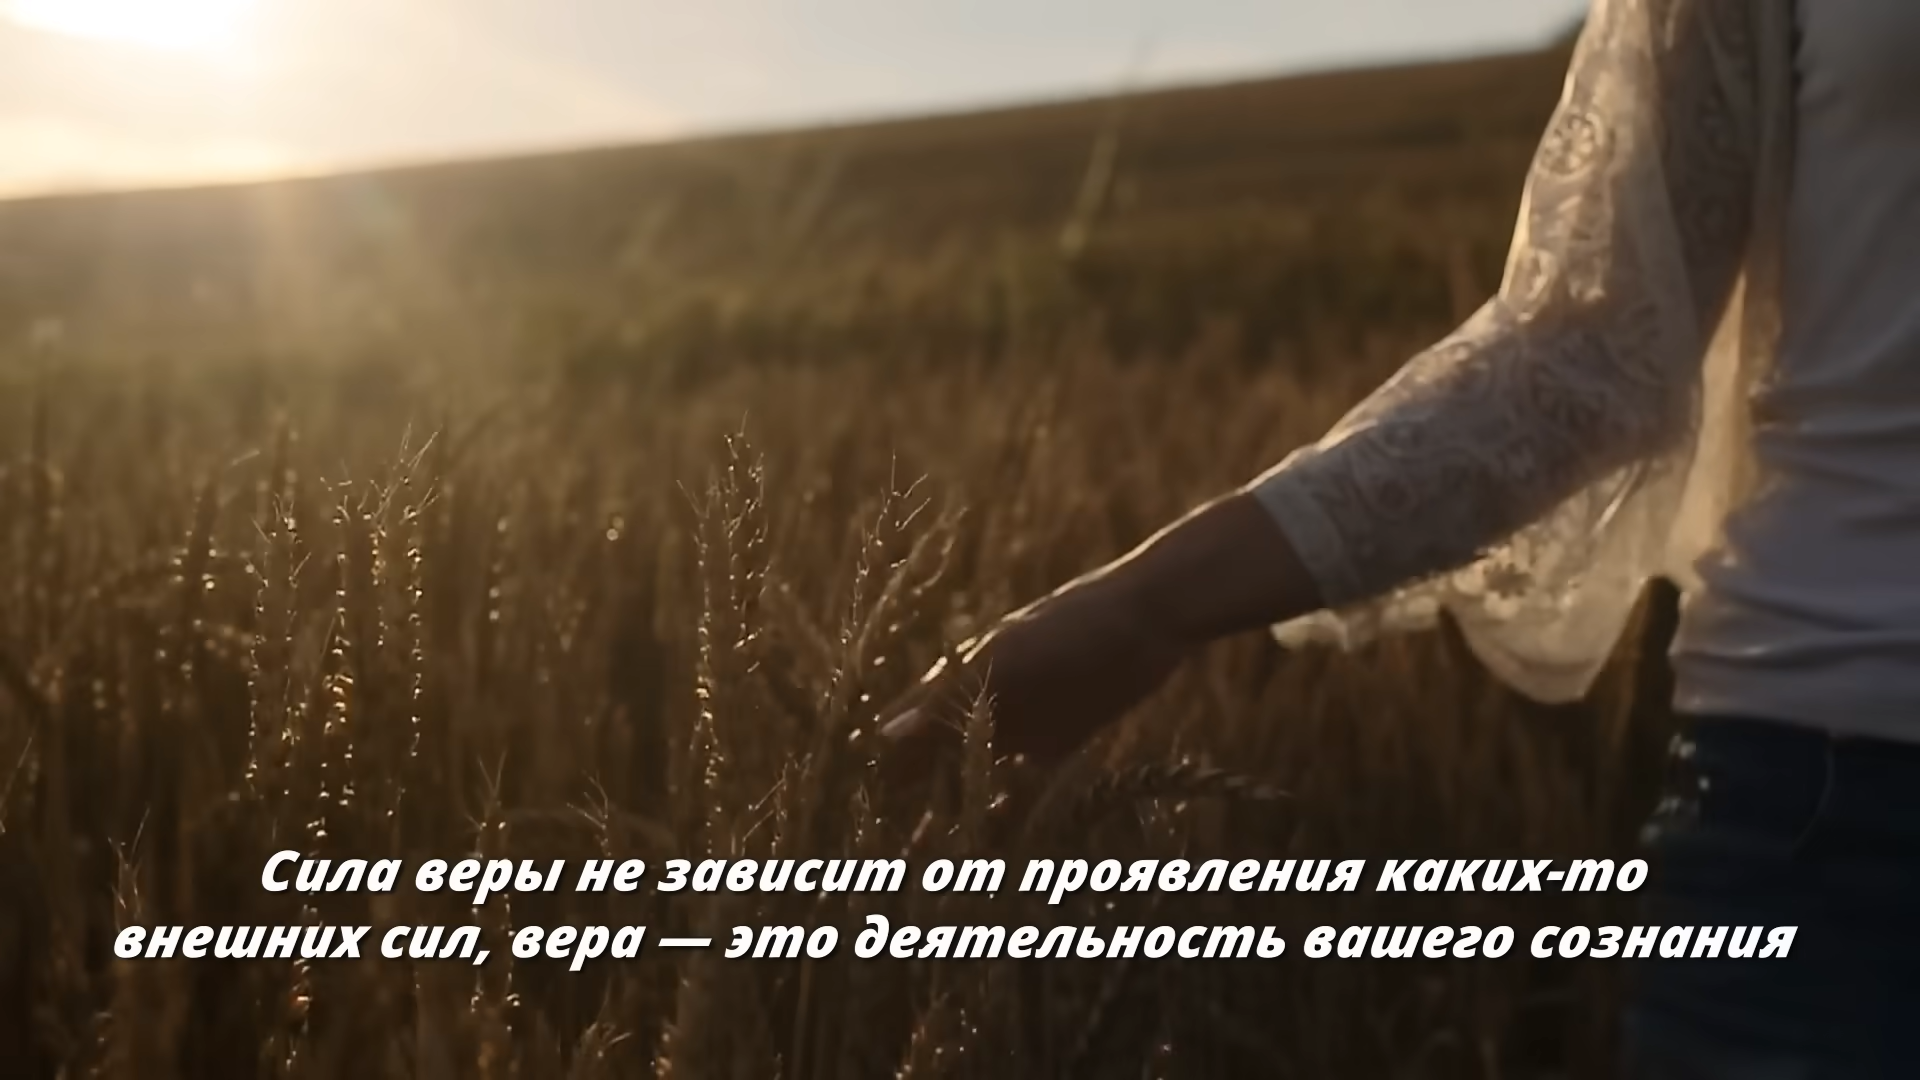 Сила веры не зависит от проявления каких-то
внешних сил, вера — это деятельность вашего сознания